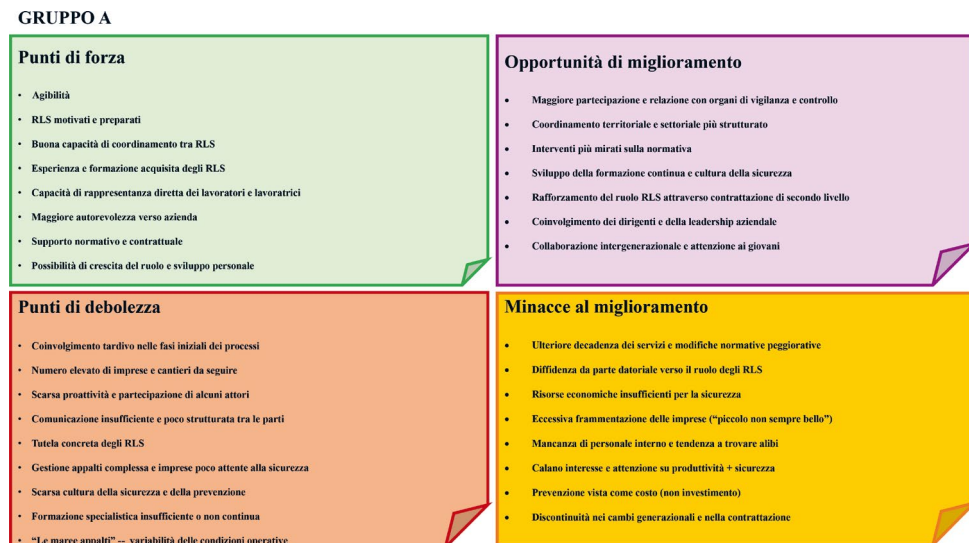 GRUPPO A
Punti di forza
• Agibilità
• RLS motivati e preparati
• Buona capacità di coordinamento tra RLS
• Esperienza e formazione acquisita degli RLS
• Capacità di rappresentanza diretta dei lavoratori e lavoratrici
• Maggiore autorevolezza verso azienda
• Supporto normativo e contrattuale
• Possibilità di crescita del ruolo e sviluppo personale
Opportunità di miglioramento
• Maggiore partecipazione e relazione con organi di vigilanza e controllo
• Coordinamento territoriale e settoriale più strutturato
• Interventi più mirati sulla normativa
• Sviluppo della formazione continua e cultura della sicurezza
• Rafforzamento del ruolo RLS attraverso contrattazione di secondo livello
• Coinvolgimento dei dirigenti e della leadership aziendale
• Collaborazione intergenerazionale e attenzione ai giovani
Punti di debolezza
• Coinvolgimento tardivo nelle fasi iniziali dei processi
• Numero elevato di imprese e cantieri da seguire
• Scarsa proattività e partecipazione di alcuni attori
• Comunicazione insufficiente e poco strutturata tra le parti
• Tutela concreta degli RLS
• Gestione appalti complessa e imprese poco attente alla sicurezza
• Scarsa cultura della sicurezza e della prevenzione
• Formazione specialistica insufficiente o non continua
• "Le maree appalti" -- variabilità delle condizioni operative
Minacce al miglioramento
• Ulteriore decadenza dei servizi e modifiche normative peggiorative
• Diffidenza da parte datoriale verso il ruolo degli RLS
• Risorse economiche insufficienti per la sicurezza
• Eccessiva frammentazione delle imprese ("piccolo non sempre bello")
• Mancanza di personale interno e tendenza a trovare alibi
• Calano interesse e attenzione su produttività + sicurezza
• Prevenzione vista come costo (non investimento)
• Discontinuità nei cambi generazionali e nella contrattazione